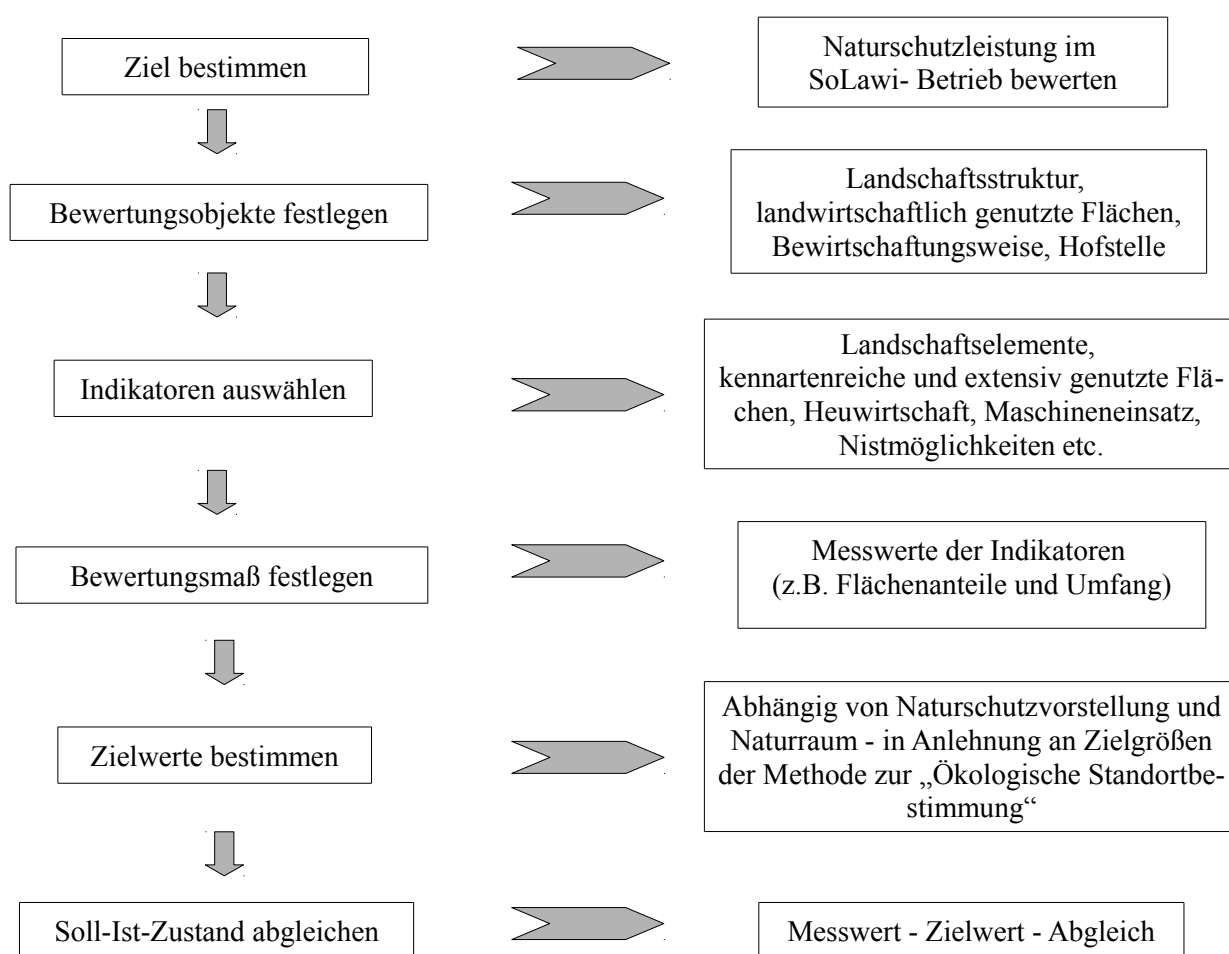 Ziel bestimmen
Naturschutzleistung im
SoLawi- Betrieb bewerten
Bewertungsobjekte festlegen
Landschaftsstruktur,
landwirtschaftlich genutzte Flächen,
Bewirtschaftungsweise, Hofstelle
Indikatoren auswählen
Landschaftselemente,
kennartenreiche und extensiv genutzte Flä-
chen, Heuwirtschaft, Maschineneinsatz,
Nistmöglichkeiten etc.
Bewertungsmaß festlegen
Messwerte der Indikatoren
(z.B. Flächenanteile und Umfang)
Zielwerte bestimmen
Abhängig von Naturschutzvorstellung und
Naturraum - in Anlehnung an Zielgrößen
der Methode zur „Ökologische Standortbe-
stimmung“
Soll-Ist-Zustand abgleichen
Messwert - Zielwert - Abgleich